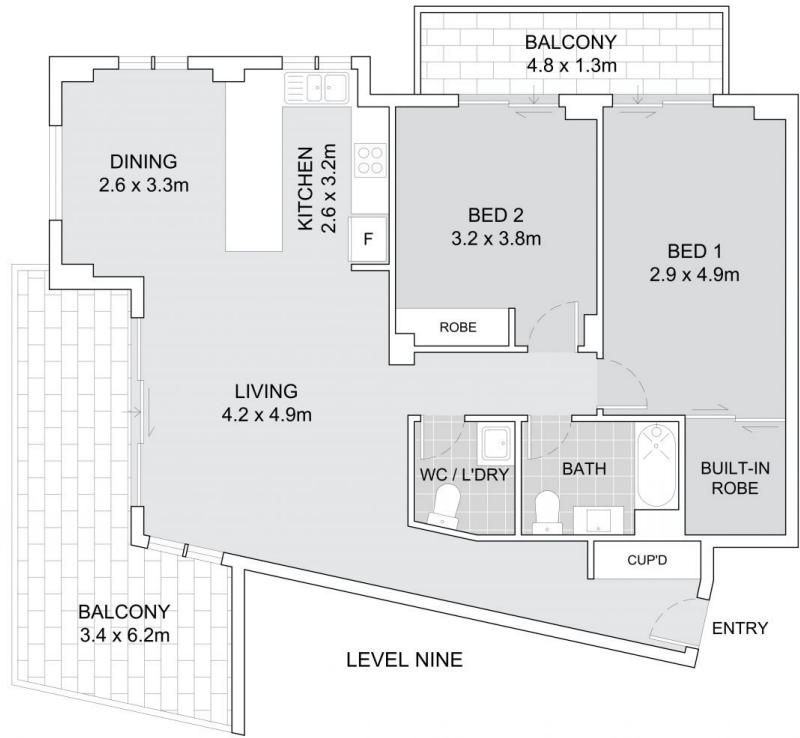 BALCONY
4.8 x 1.3m
DINING
2.6 x 3.3m
KITCHEN
2.6 x 3.2m
F
BED 2
3.2 x 3.8m
BED 1
2.9 x 4.9m
ROBE
LIVING
4.2 x 4.9m
WC / L'DRY
BATH
BUILT-IN
ROBE
CUP'D
BALCONY
3.4 x 6.2m
ENTRY
LEVEL NINE